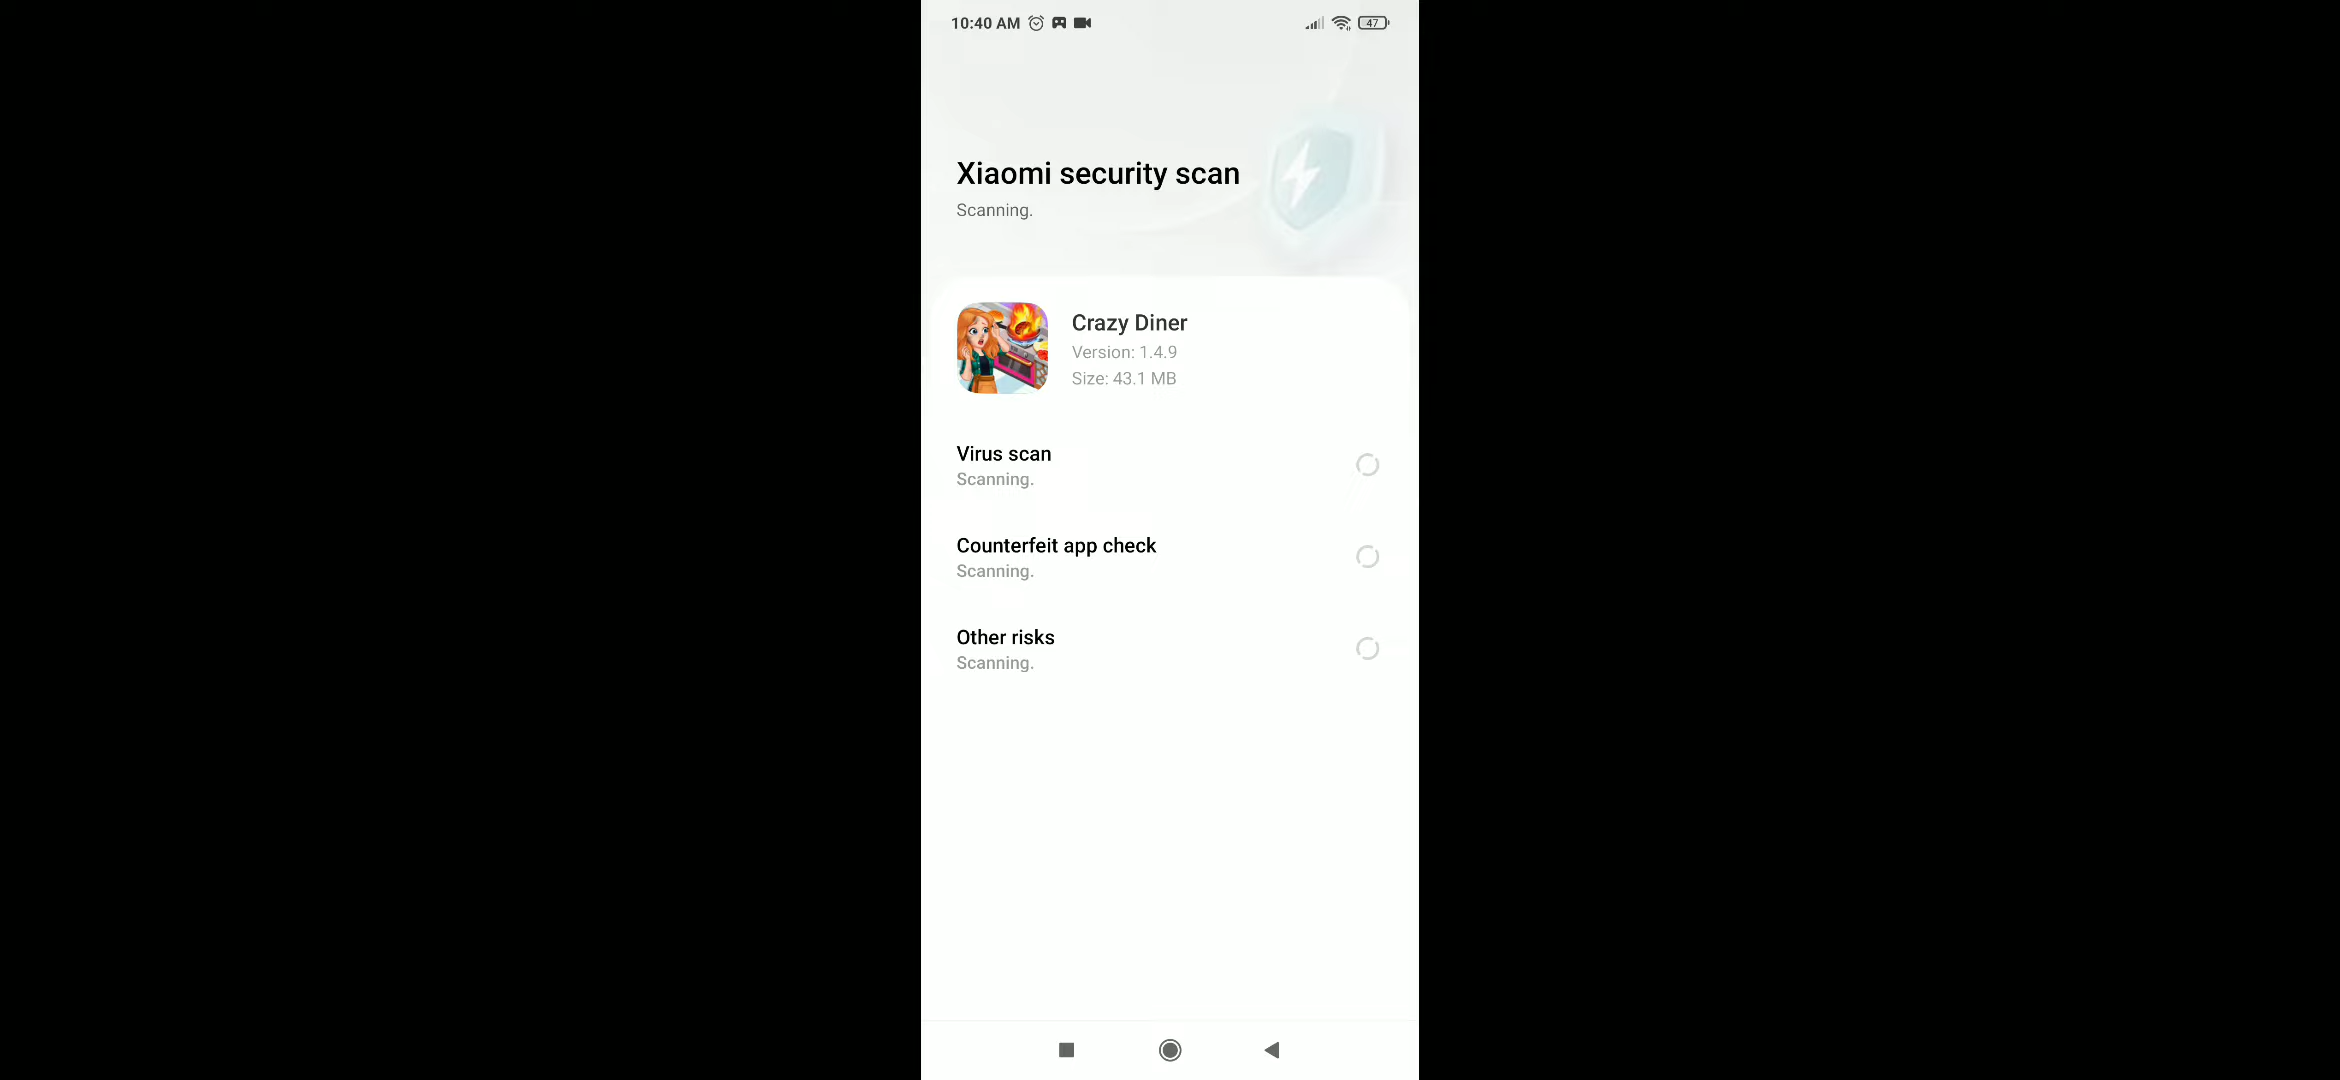 10:40 AM
47
Xiaomi security scan
Scanning.
Crazy Diner
Version: 1.4.9
Size: 43.1 MB
Virus scan
Scanning.
Counterfeit app check
Scanning.
Other risks
Scanning.